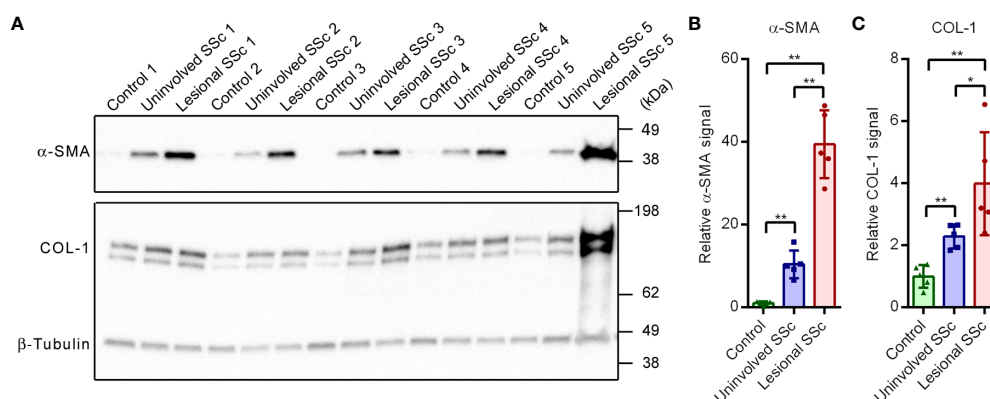 A
Control 1
Uninvolved SSc 1
Lesional SSc 1
Control 2
Uninvolved SSc 2
Lesional SSc 2
Control 3
Uninvolved SSc 3
Lesional SSc 3
Control 4
Uninvolved SSc 4
Lesional SSc 4
Control 5
Uninvolved SSc 5
Lesional SSc 5
(kDa)
α-SMA
49
38
COL-1
β-Tubulin
198
62
49
38
B
α-SMA
Relative α-SMA signal
60
40
20
0
**
**
**
Control
Uninvolved SSc
Lesional SSc
C
COL-1
Relative COL-1 signal
8
6
4
2
0
**
*
**
Control
Uninvolved SSc
Lesional SSc